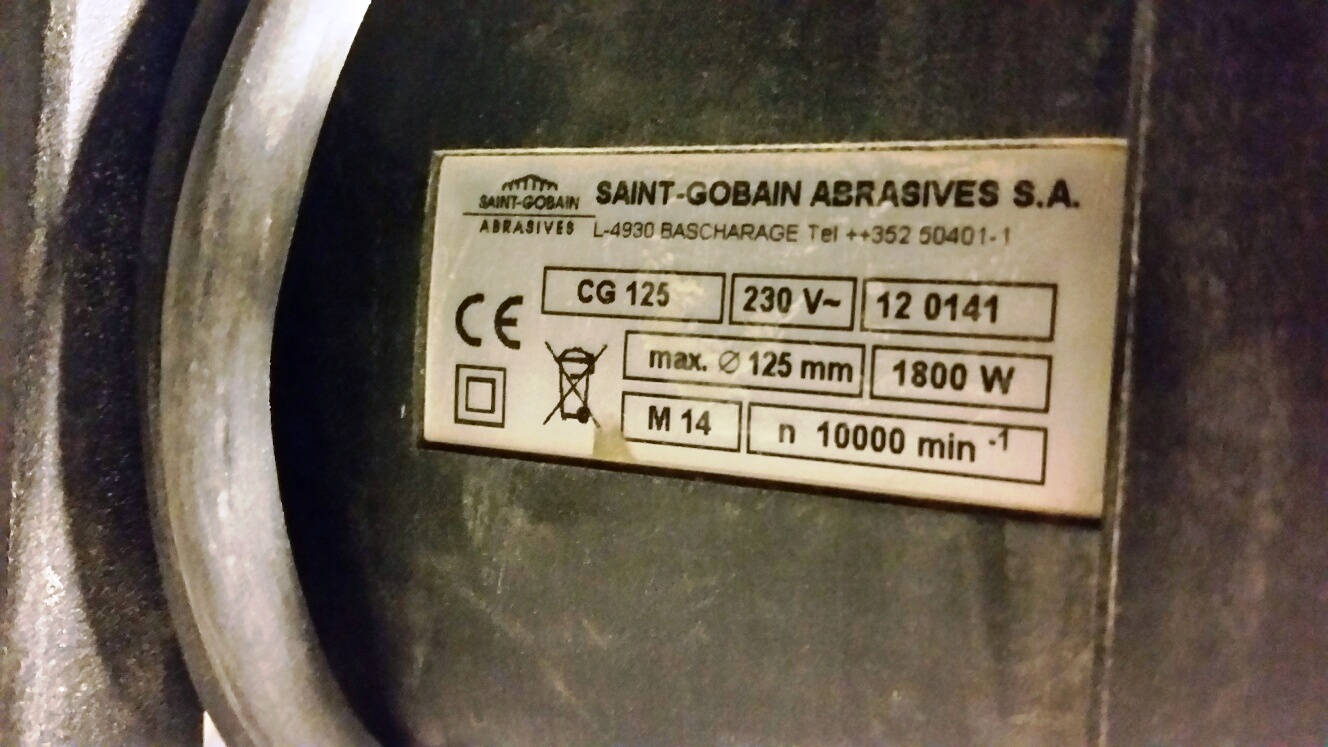 SAINT-GOBAIN
ABRASIVES
SAINT-GOBAIN ABRASIVES S.A.
L-4930 BASCHARAGE Tel ++352 50401-1
CE
CG 125 230 V~ 12 0141
max. ∅ 125 mm 1800 W
M 14 n 10000 min -1